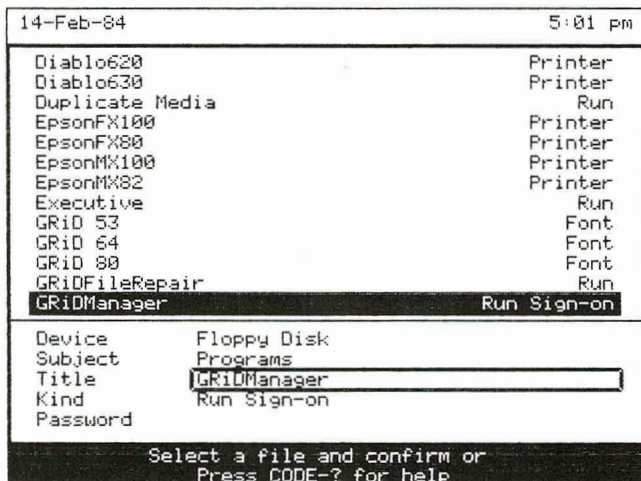 14-Feb-84 5:01 pm
Diablo620 Printer
Diablo630 Printer
Duplicate Media Run
EpsonFX100 Printer
EpsonFX80 Printer
EpsonMX100 Printer
EpsonMX82 Printer
Executive Run
GRiD 53 Font
GRiD 64 Font
GRiD 80 Font
GRiDFileRepair Run
GRiDManager Run Sign-on
Device Floppy Disk
Subject Programs
Title GRiDManager
Kind Run Sign-on
Password
Select a file and confirm or
Press CODE-? for help